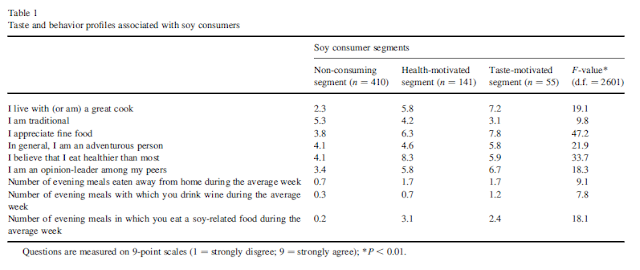 Table 1
Taste and behavior profiles associated with soy consumers
Soy consumer segments
Non-consuming segment (n = 410) Health-motivated segment (n = 141) Taste-motivated segment (n = 55) F-value* (d.f. = 2601)
I live with (or am) a great cook 2.3 5.8 7.2 19.1
I am traditional 5.3 4.2 3.1 9.8
I appreciate fine food 3.8 6.3 7.8 47.2
In general, I am an adventurous person 4.1 4.6 5.8 21.9
I believe that I eat healthier than most 4.1 8.3 5.9 33.7
I am an opinion-leader among my peers 3.4 5.8 6.7 18.3
Number of evening meals eaten away from home during the average week 0.7 1.7 1.7 9.1
Number of evening meals with which you drink wine during the average 0.3 0.7 1.2 7.8
week
Number of evening meals in which you eat a soy-related food during the 0.2 3.1 2.4 18.1
average week
Questions are measured on 9-point scales (1 = strongly disgree; 9 = strongly agree); *P < 0.01.